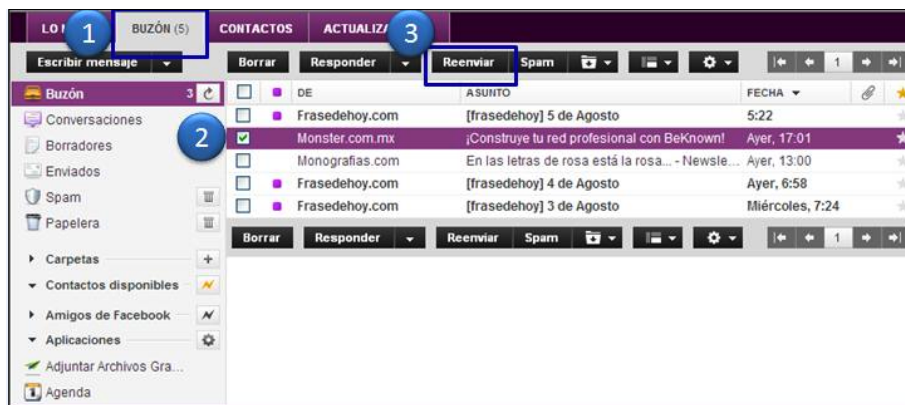 LO 1 BUZÓN (5) CONTACTOS 3
Escribir mensaje Borrar Responder Reenviar Spam 1
Buzón 3 DE ASUNTO FECHA
Conversaciones Frasedehoy.com [frasedehoy] 5 de Agosto 5:22
Borradores 2 Monster.com.mx ¡Construye tu red profesional con BeKnown! Ayer, 17:01
Enviados Monografias.com En las letras de rosa está la rosa... - Newsle... Ayer, 13:00
Spam Frasedehoy.com [frasedehoy] 4 de Agosto Ayer, 6:58
Papelera Frasedehoy.com [frasedehoy] 3 de Agosto Miércoles, 7:24
Borrar Responder Reenviar Spam 1
Carpetas
Contactos disponibles
Amigos de Facebook
Aplicaciones
Adjuntar Archivos Gra...
1 Agenda